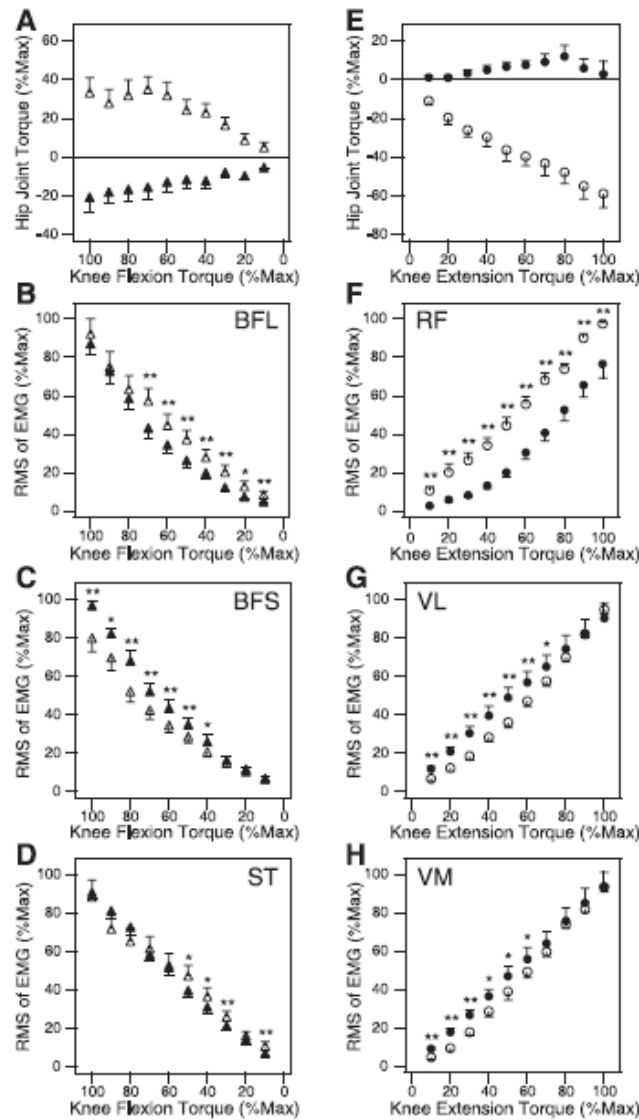 A
Hip Joint Torque (%Max)
60
40
20
0
-20
-40
100 80 60 40 20 0
Knee Flexion Torque (%Max)
B
BFL
RMS of EMG (%Max)
100
80
60
40
20
0
** ** ** ** ** * **
100 80 60 40 20 0
Knee Flexion Torque (%Max)
C
BFS
RMS of EMG (%Max)
100
80
60
40
20
0
** * ** ** ** ** *
100 80 60 40 20 0
Knee Flexion Torque (%Max)
D
ST
RMS of EMG (%Max)
100
80
60
40
20
0
* * ** **
100 80 60 40 20 0
Knee Flexion Torque (%Max)
E
Hip Joint Torque (%Max)
20
0
-20
-40
-60
-80
0 20 40 60 80 100
Knee Extension Torque (%Max)
F
RF
RMS of EMG (%Max)
100
80
60
40
20
0
** ** ** ** ** ** ** ** ** **
0 20 40 60 80 100
Knee Extension Torque (%Max)
G
VL
RMS of EMG (%Max)
100
80
60
40
20
0
** ** ** ** ** ** *
0 20 40 60 80 100
Knee Extension Torque (%Max)
H
VM
RMS of EMG (%Max)
100
80
60
40
20
0
** ** ** * * *
0 20 40 60 80 100
Knee Extension Torque (%Max)